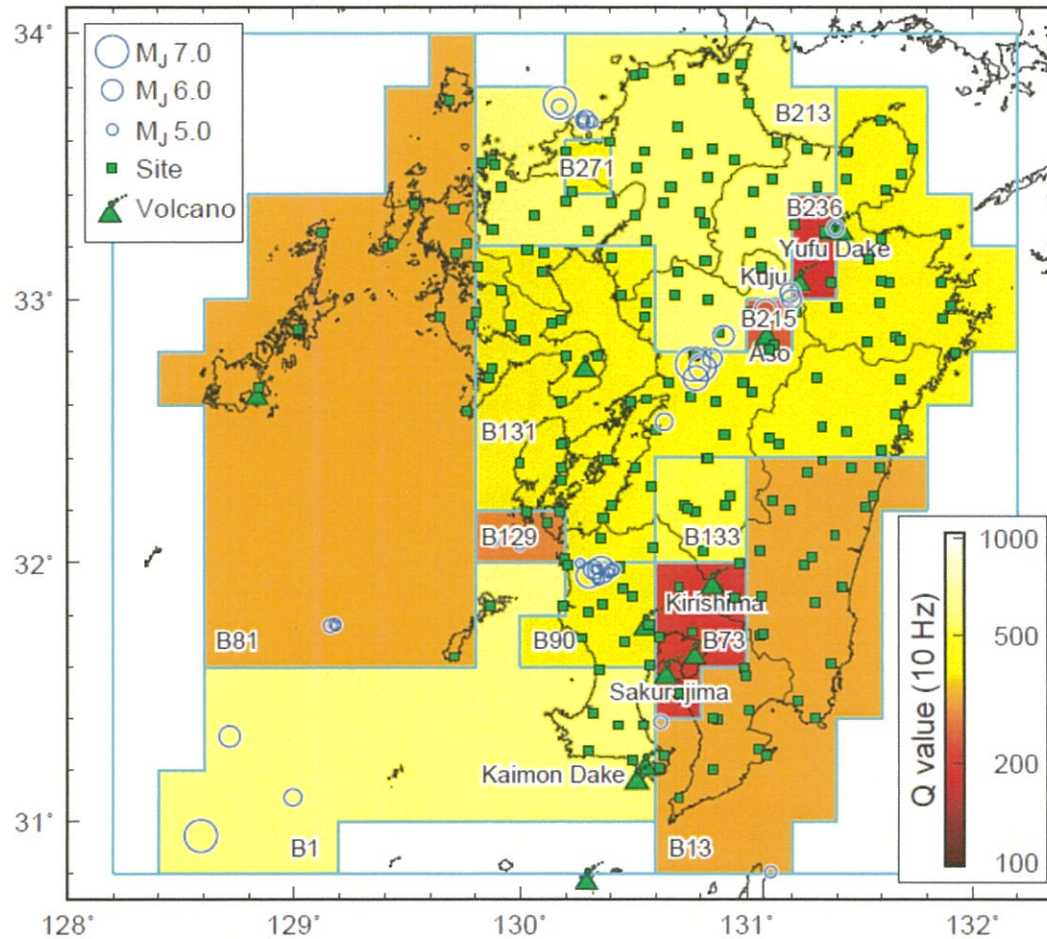 34°
33°
32°
31°
128°
129°
130°
131°
132°
MJ 7.0
MJ 6.0
MJ 5.0
Site
Volcano
B213
B271
B236
Yufu Dake
Kuju
B215
Aso
B131
B129
B133
Kirishima
B81
B90
B73
Sakurajima
Kaimon Dake
B1
B13
Q value (10 Hz)
1000
500
200
100